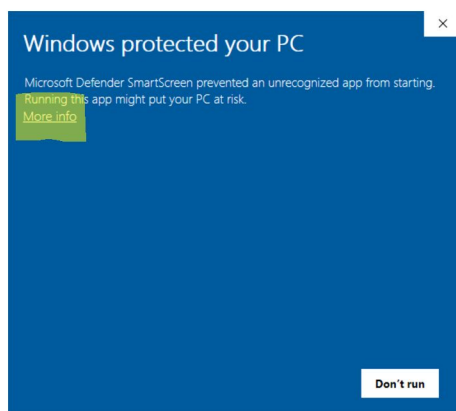 Windows protected your PC
Microsoft Defender SmartScreen prevented an unrecognized app from starting.
Running this app might put your PC at risk.
More info
Don't run